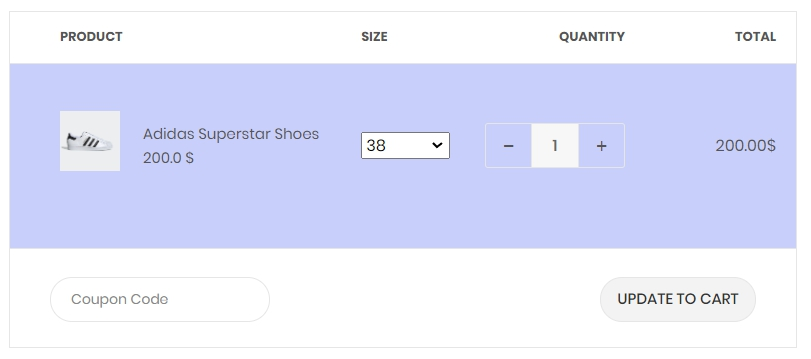 PRODUCT SIZE QUANTITY TOTAL
Adidas Superstar Shoes
200.0 $
38
− 1 +
200.00$
Coupon Code
UPDATE TO CART